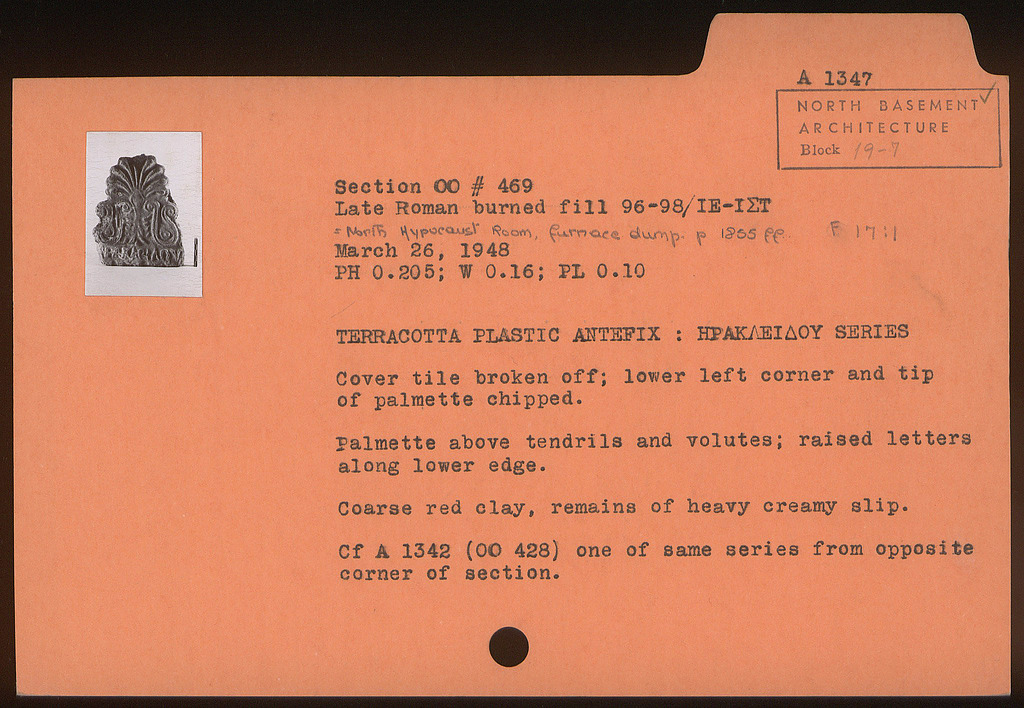 A 1347
NORTH BASEMENT ✓
ARCHITECTURE
Block 19-7
Section OO # 469
Late Roman burned fill 96-98/ΙΕ-ΙΣΤ
= North Hypocaust Room, furnace dump. p 1855 ff. F 17:1
March 26, 1948
PH 0.205; W 0.16; PL 0.10
TERRACOTTA PLASTIC ANTEFIX : ΗΡΑΚΛΕΙΔΟΥ SERIES
Cover tile broken off; lower left corner and tip
of palmette chipped.
Palmette above tendrils and volutes; raised letters
along lower edge.
Coarse red clay, remains of heavy creamy slip.
Cf A 1342 (OO 428) one of same series from opposite
corner of section.